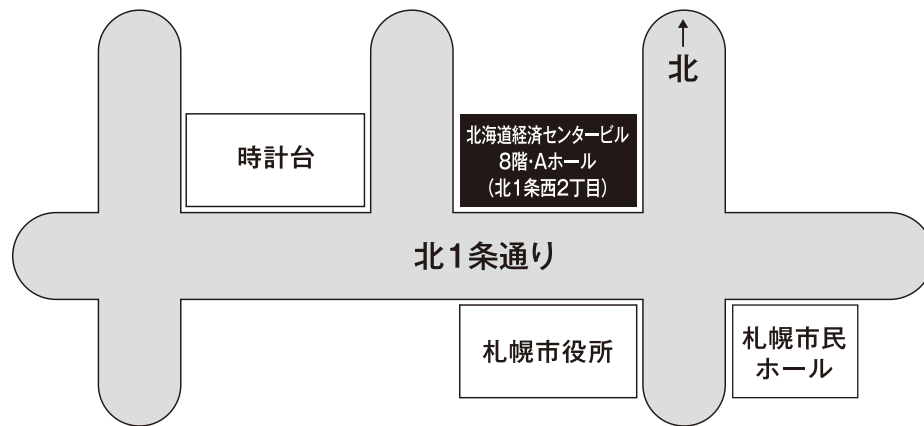 北
時計台
北海道経済センタービル
8階・Aホール
(北1条西2丁目)
北1条通り
札幌市役所
札幌市民
ホール